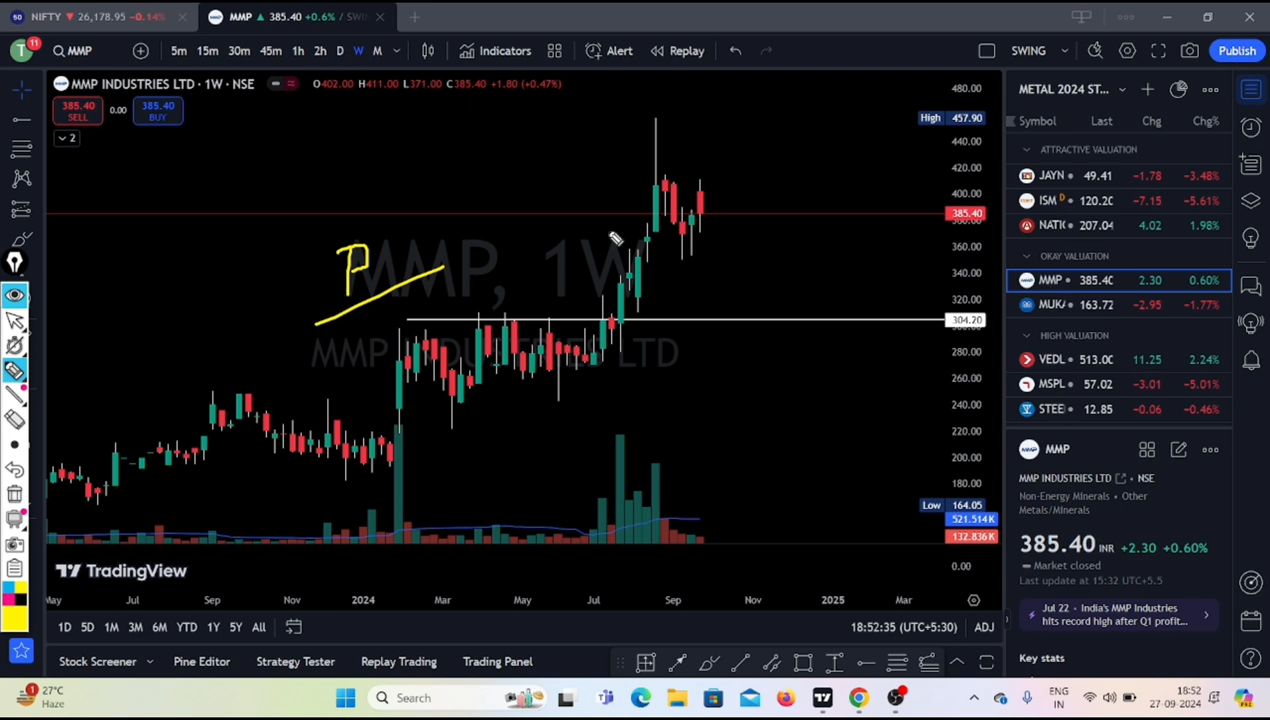 NIFTY ▼ 26,178.95 −0.14%
MMP ▲ 385.40 +0.6% / SWIN
T 11 MMP 5m 15m 30m 45m 1h 2h D W M Indicators Alert Replay SWING Publish
MMP INDUSTRIES LTD · 1W · NSE O402.00 H411.00 L371.00 C385.40 +1.80 (+0.47%)
385.40 SELL 0.00 385.40 BUY
2
P
MMP, 1W
MMP INDUSTRIES LTD
480.00
High 457.90
440.00
420.00
400.00
385.40
360.00
340.00
320.00
304.20
280.00
260.00
240.00
220.00
200.00
180.00
Low 164.05
521.514K
132.836K
0.00
TradingView
May Jul Sep Nov 2024 Mar May Jul Sep Nov 2025 Mar
1D 5D 1M 3M 6M YTD 1Y 5Y All 18:52:35 (UTC+5:30) ADJ
Stock Screener Pine Editor Strategy Tester Replay Trading Trading Panel
METAL 2024 ST...
Symbol Last Chg Chg%
ATTRACTIVE VALUATION
JAYN 49.41 −1.78 −3.48%
ISM D 120.20 −7.15 −5.61%
NATIO 207.04 4.02 1.98%
OKAY VALUATION
MMP 385.40 2.30 0.60%
MUKA 163.72 −2.95 −1.77%
HIGH VALUATION
VEDL 513.00 11.25 2.24%
MSPL 57.02 −3.01 −5.01%
STEE 12.85 −0.06 −0.46%
MMP
MMP INDUSTRIES LTD · NSE
Non-Energy Minerals · Other
Metals/Minerals
385.40 INR +2.30 +0.60%
Market closed
Last update at 15:32 UTC+5.5
Jul 22 · India's MMP Industries
hits record high after Q1 profit...
Key stats
1 27°C
Haze
Search
ENG
IN
18:52
27-09-2024